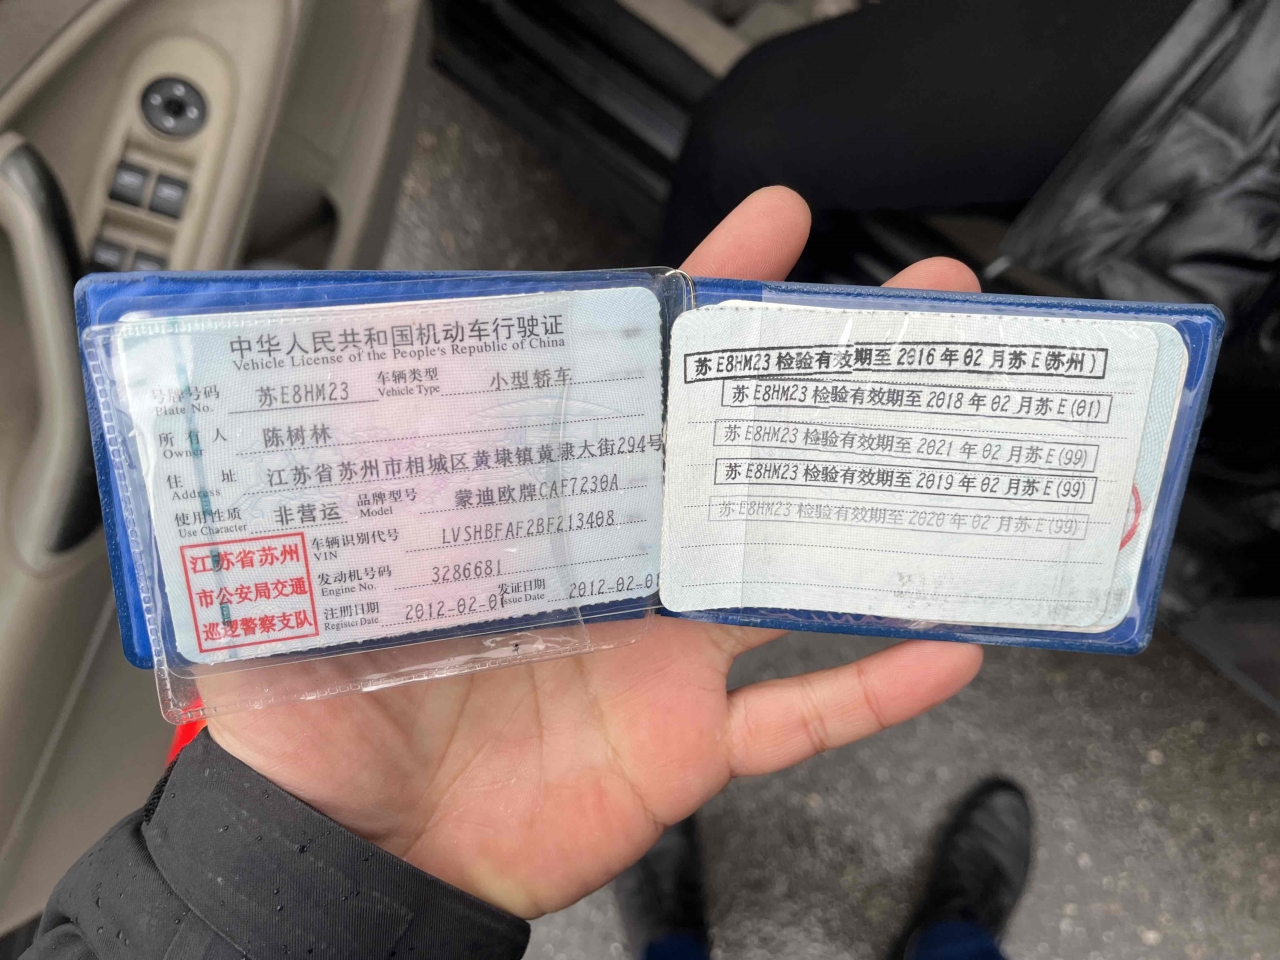 中华人民共和国机动车行驶证
Vehicle License of the People's Republic of China
号牌号码 苏E8HM23 车辆类型 小型轿车
Plate No. Vehicle Type
所有人 陈树林
Owner
住址 江苏省苏州市相城区黄埭镇黄埭大街294号
Address
使用性质 非营运 品牌型号 蒙迪欧牌CAF7230A
Use Character Model
车辆识别代号 LVSHBFAF2BF213408
VIN
发动机号码 3286681
Engine No.
注册日期 2012-02-01 发证日期 2012-02-01
Register Date Issue Date
江苏省苏州
市公安局交通
巡逻警察支队
苏E8HM23 检验有效期至 2016年02月苏E(苏州)
苏E8HM23 检验有效期至 2018年02月苏E(01)
苏E8HM23 检验有效期至 2021年02月苏E(99)
苏E8HM23 检验有效期至 2019年02月苏E(99)
苏E8HM23 检验有效期至 2020年02月苏E(99)